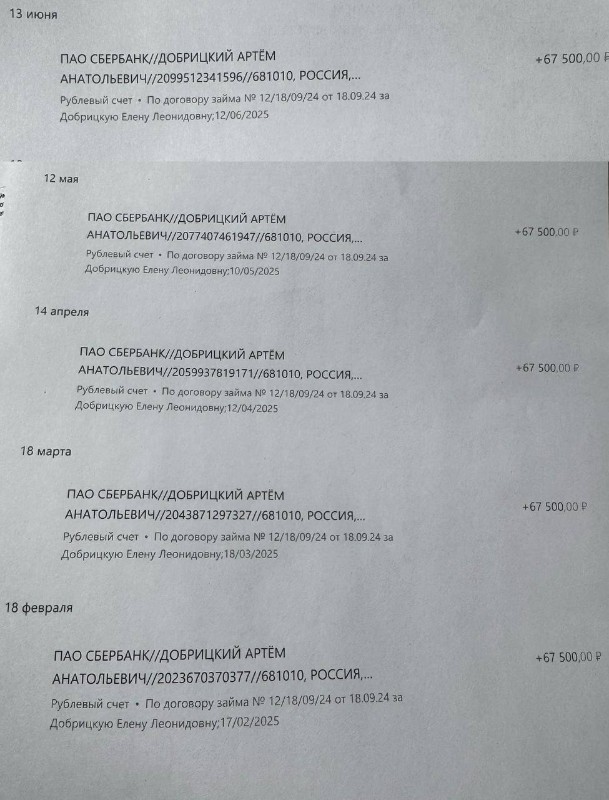 13 июня
ПАО СБЕРБАНК//ДОБРИЦКИЙ АРТЁМ
+67 500,00 ₽
АНАТОЛЬЕВИЧ//2099512341596//681010, РОССИЯ,...
Рублевый счет • По договору займа № 12/18/09/24 от 18.09.24 за
Добрицкую Елену Леонидовну;12/06/2025
12 мая
ПАО СБЕРБАНК//ДОБРИЦКИЙ АРТЁМ
+67 500,00 ₽
АНАТОЛЬЕВИЧ//2077407461947//681010, РОССИЯ,...
Рублевый счет • По договору займа № 12/18/09/24 от 18.09.24 за
Добрицкую Елену Леонидовну;10/05/2025
14 апреля
ПАО СБЕРБАНК//ДОБРИЦКИЙ АРТЁМ
+67 500,00 ₽
АНАТОЛЬЕВИЧ//2059937819171//681010, РОССИЯ,...
Рублевый счет • По договору займа № 12/18/09/24 от 18.09.24 за
Добрицкую Елену Леонидовну;12/04/2025
18 марта
ПАО СБЕРБАНК//ДОБРИЦКИЙ АРТЁМ
+67 500,00 ₽
АНАТОЛЬЕВИЧ//2043871297327//681010, РОССИЯ,...
Рублевый счет • По договору займа № 12/18/09/24 от 18.09.24 за
Добрицкую Елену Леонидовну;18/03/2025
18 февраля
ПАО СБЕРБАНК//ДОБРИЦКИЙ АРТЁМ
+67 500,00 ₽
АНАТОЛЬЕВИЧ//2023670370377//681010, РОССИЯ,...
Рублевый счет • По договору займа № 12/18/09/24 от 18.09.24 за
Добрицкую Елену Леонидовну;17/02/2025